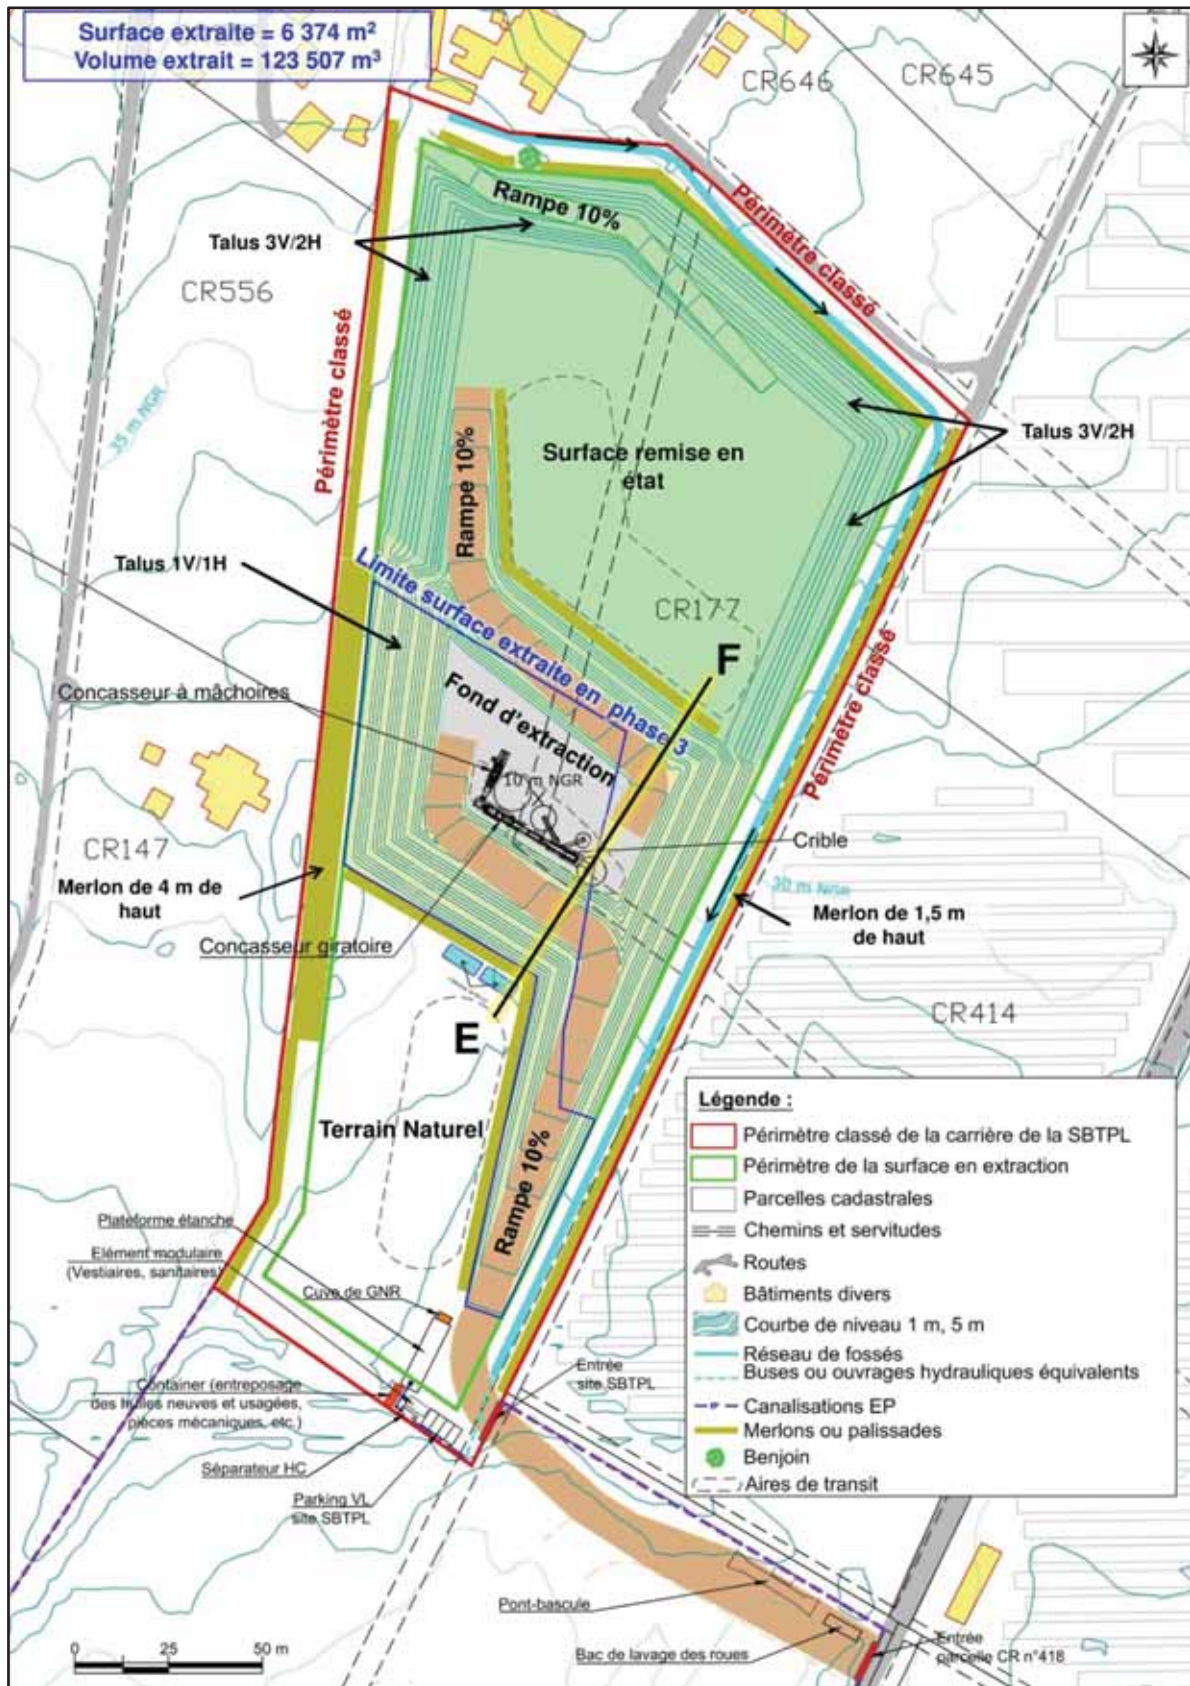 Surface extraite = 6 374 m²
Volume extrait = 123 507 m³
CR646
CR645
Rampe 10%
Périmètre classé
Talus 3V/2H
CR556
Périmètre classé
35 m NGR
Rampe 10%
Surface remise en
état
Talus 3V/2H
Talus 1V/1H
Limite surface extraite en phase 3
CR177
F
Concasseur à mâchoires
Fond d'extraction
10 m NGR
Périmètre classé
Crible
CR147
Merlon de 4 m de
haut
30 m NGR
Merlon de 1,5 m
de haut
Concasseur giratoire
E
CR414
Terrain Naturel
Rampe 10%
Plateforme étanche
Elément modulaire
(Vestiaires, sanitaires)
Cuve de GNR
Container (entreposage
des huiles neuves et usagées,
pièces mécaniques, etc.)
Séparateur HC
Parking VL
site SBTPL
Entrée
site SBTPL
Légende :
Périmètre classé de la carrière de la SBTPL
Périmètre de la surface en extraction
Parcelles cadastrales
Chemins et servitudes
Routes
Bâtiments divers
Courbe de niveau 1 m, 5 m
Réseau de fossés
Buses ou ouvrages hydrauliques équivalents
Canalisations EP
Merlons ou palissades
Benjoin
Aires de transit
Pont-bascule
Bac de lavage des roues
Entrée
parcelle CR n°418
0 25 50 m